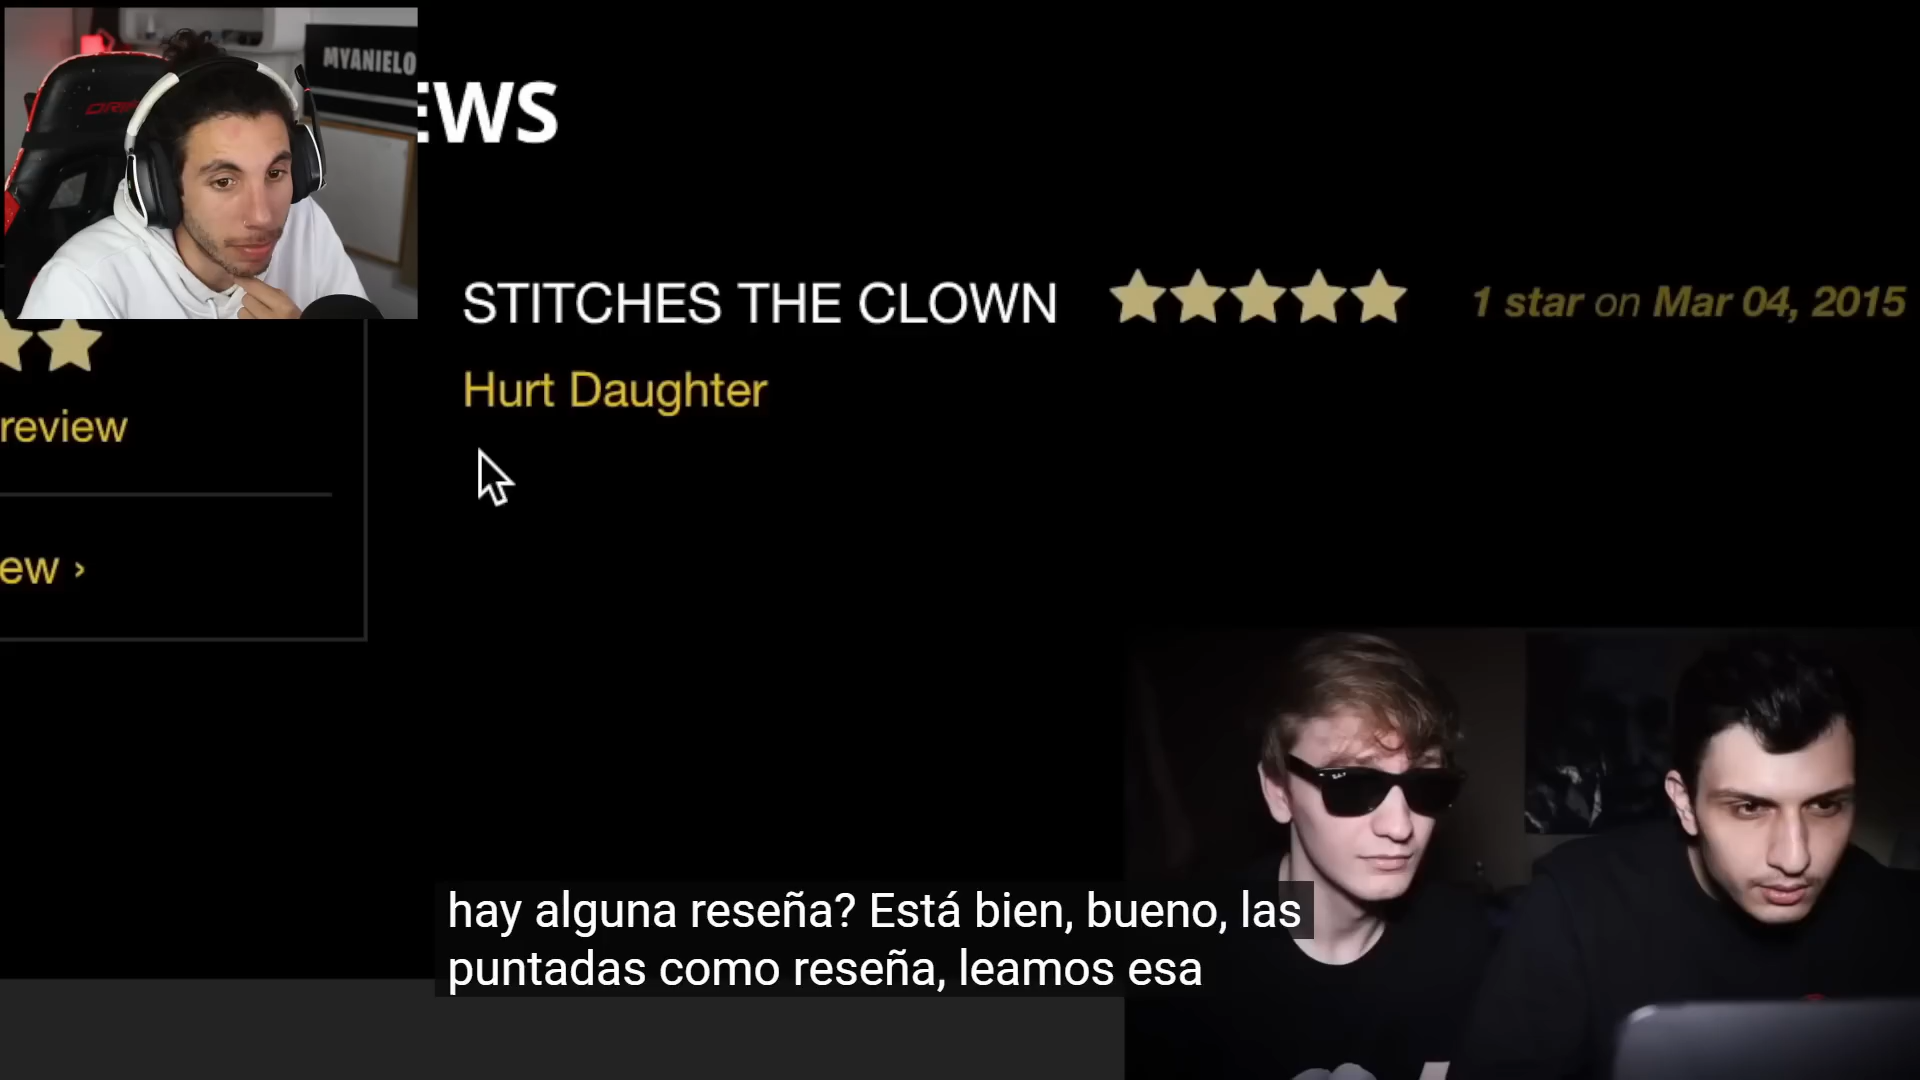 MYANIELO
EWS
STITCHES THE CLOWN
1 star on Mar 04, 2015
Hurt Daughter
review
ew ›
hay alguna reseña? Está bien, bueno, las
puntadas como reseña, leamos esa